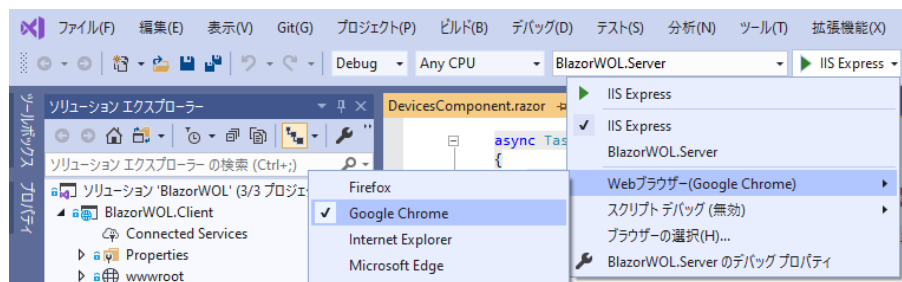 ファイル(F) 編集(E) 表示(V) Git(G) プロジェクト(P) ビルド(B) デバッグ(D) テスト(S) 分析(N) ツール(T) 拡張機能(X)
Debug Any CPU BlazorWOL.Server IIS Express
ツールボックス
プロパティ
ソリューション エクスプローラー
ソリューション エクスプローラー の検索 (Ctrl+;)
ソリューション 'BlazorWOL' (3/3 プロジェ
BlazorWOL.Client
Connected Services
Properties
wwwroot
DevicesComponent.razor
async Tas
{
IIS Express
IIS Express
BlazorWOL.Server
Webブラウザー(Google Chrome)
スクリプト デバッグ (無効)
ブラウザーの選択(H)...
BlazorWOL.Server のデバッグ プロパティ
Firefox
Google Chrome
Internet Explorer
Microsoft Edge